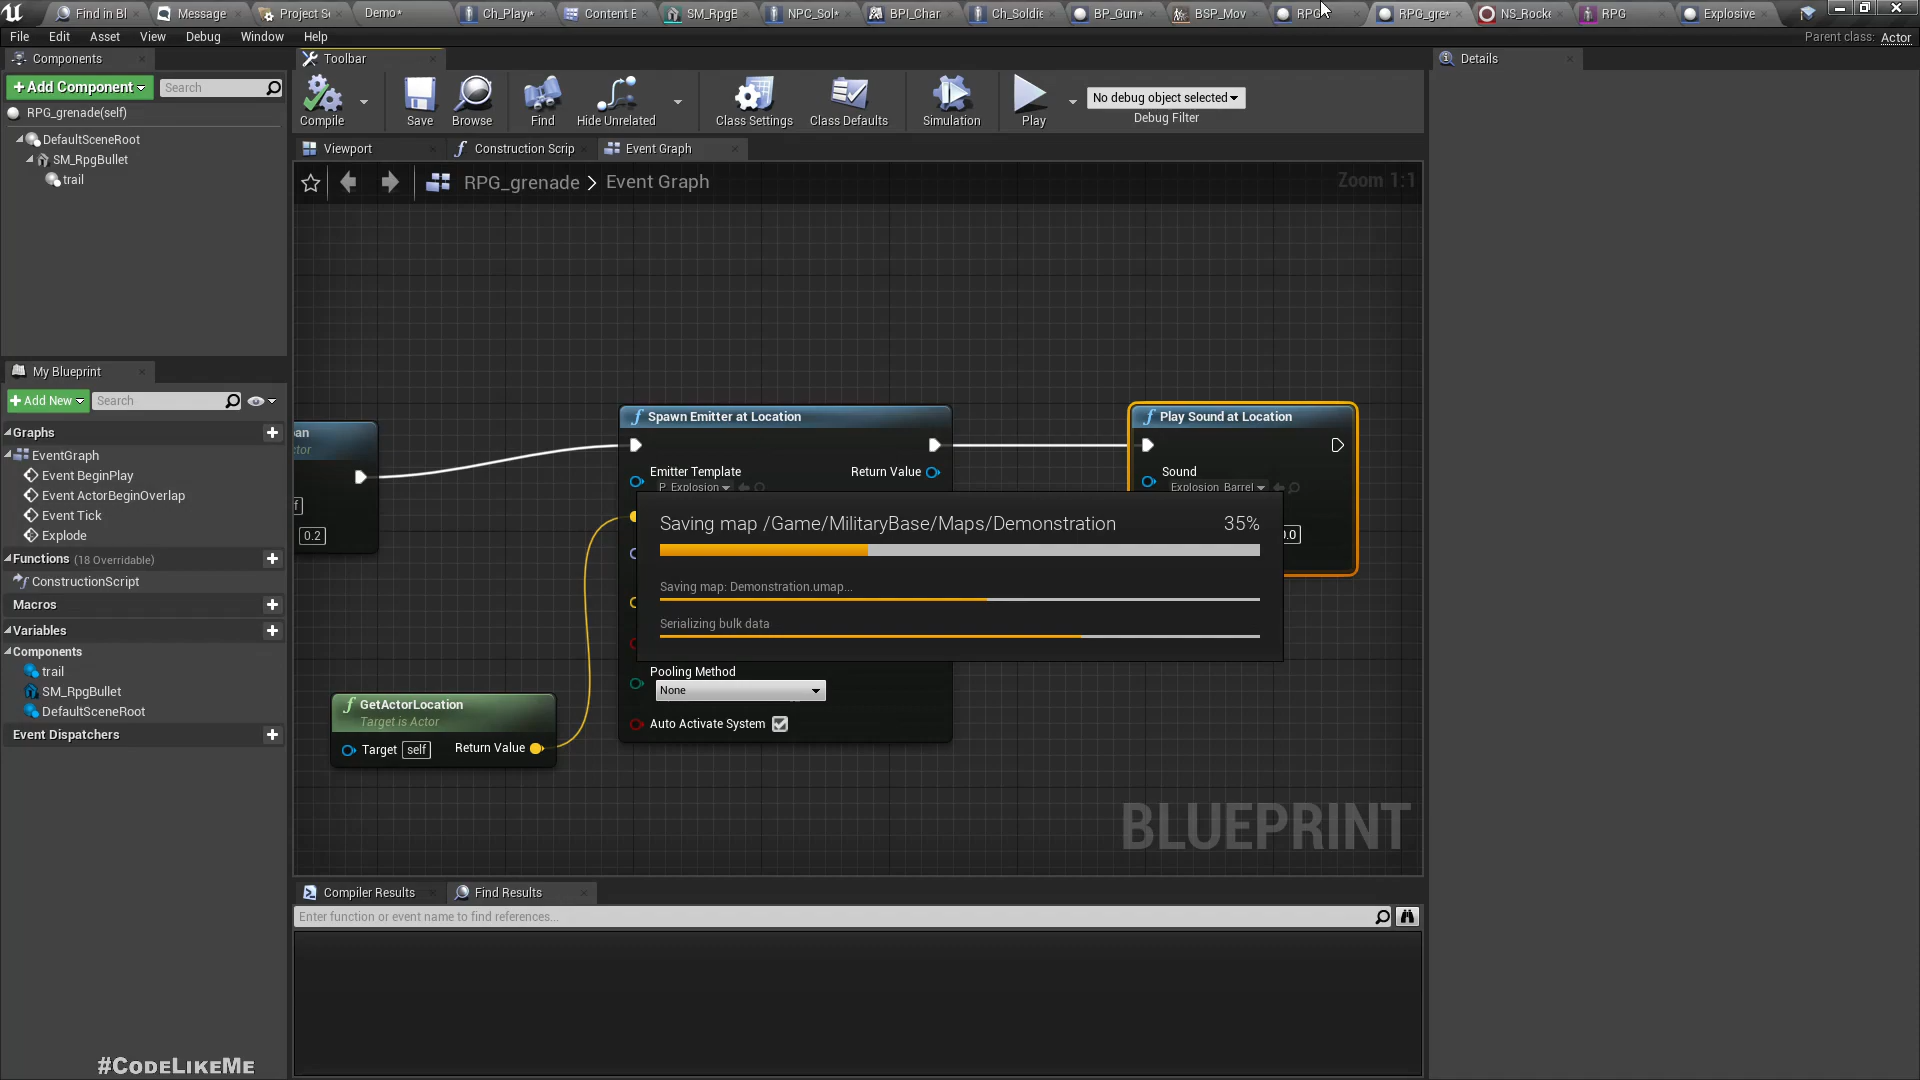 Find in Bl
Message
Project Se
Demo*
Ch_Playe*
Content B
SM_RpgB
NPC_Sol*
BPI_Char
Ch_Soldie
BP_Gun*
BSP_Mov
RPG
RPG_gre*
NS_Rocke
RPG
Explosive
File Edit Asset View Debug Window Help
Parent class: Actor
Components
+ Add Component
Search
RPG_grenade(self)
DefaultSceneRoot
SM_RpgBullet
trail
Toolbar
Compile
Save
Browse
Find
Hide Unrelated
Class Settings
Class Defaults
Simulation
Play
No debug object selected
Debug Filter
Details
Viewport
Construction Scrip
Event Graph
RPG_grenade > Event Graph
Zoom 1:1
My Blueprint
+ Add New
Search
Graphs
EventGraph
Event BeginPlay
Event ActorBeginOverlap
Event Tick
Explode
Functions (18 Overridable)
ConstructionScript
Macros
Variables
Components
trail
SM_RpgBullet
DefaultSceneRoot
Event Dispatchers
an
ctor
f
0.2
Spawn Emitter at Location
Emitter Template
P_Explosion
Return Value
Play Sound at Location
Sound
Explosion_Barrel
0.0
Saving map /Game/MilitaryBase/Maps/Demonstration 35%
Saving map: Demonstration.umap...
Serializing bulk data
Pooling Method
None
Auto Activate System
GetActorLocation
Target is Actor
Target self
Return Value
BLUEPRINT
Compiler Results
Find Results
Enter function or event name to find references...
#CodeLikeMe